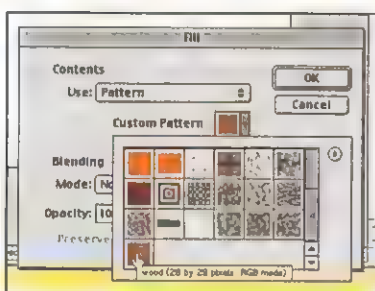 Fill
Contents
Use: Pattern
OK
Cancel
Custom Pattern
Blending
Mode: No
Opacity: 10
Preserve
wood (28 by 28 pixels RGB mode)